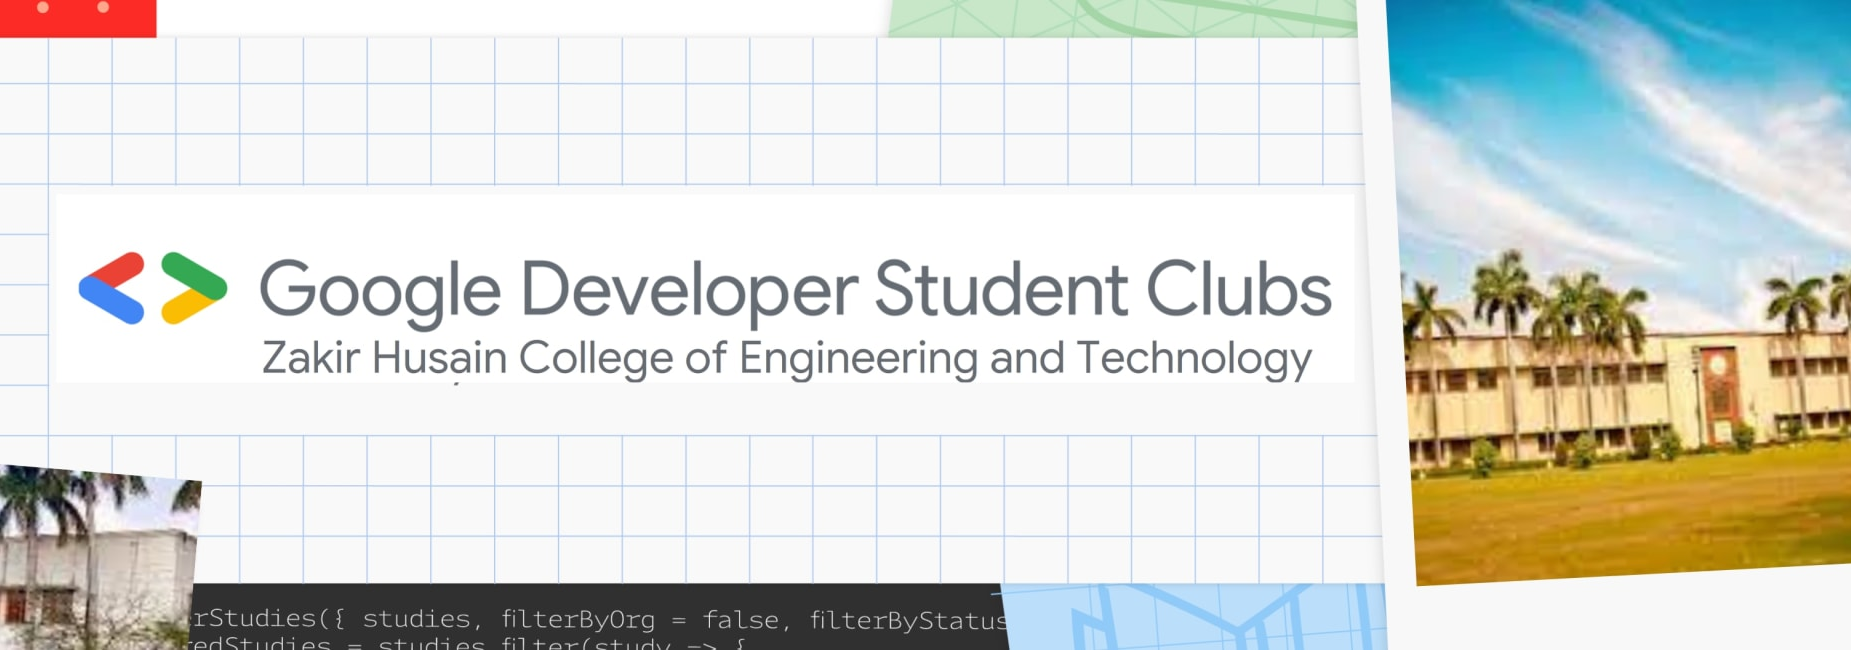 Google Developer Student Clubs
Zakir Husain College of Engineering and Technology
rStudies({ studies, filterByOrg = false, filterByStatus
edStudies = studies.filter(study => {